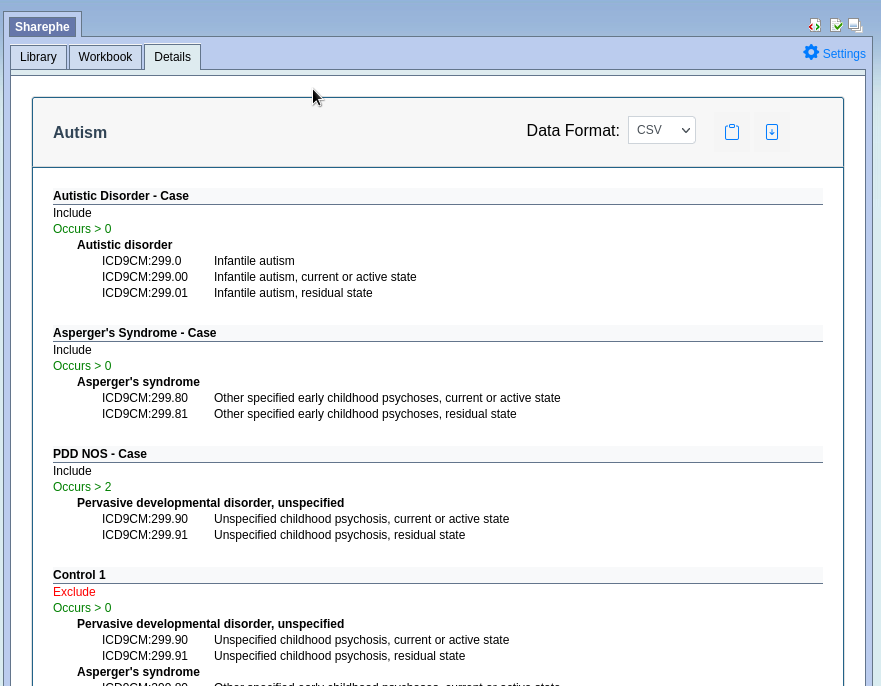 Sharephe
Library Workbook Details Settings
Autism Data Format: CSV
Autistic Disorder - Case
Include
Occurs > 0
Autistic disorder
ICD9CM:299.0 Infantile autism
ICD9CM:299.00 Infantile autism, current or active state
ICD9CM:299.01 Infantile autism, residual state
Asperger's Syndrome - Case
Include
Occurs > 0
Asperger's syndrome
ICD9CM:299.80 Other specified early childhood psychoses, current or active state
ICD9CM:299.81 Other specified early childhood psychoses, residual state
PDD NOS - Case
Include
Occurs > 2
Pervasive developmental disorder, unspecified
ICD9CM:299.90 Unspecified childhood psychosis, current or active state
ICD9CM:299.91 Unspecified childhood psychosis, residual state
Control 1
Exclude
Occurs > 0
Pervasive developmental disorder, unspecified
ICD9CM:299.90 Unspecified childhood psychosis, current or active state
ICD9CM:299.91 Unspecified childhood psychosis, residual state
Asperger's syndrome